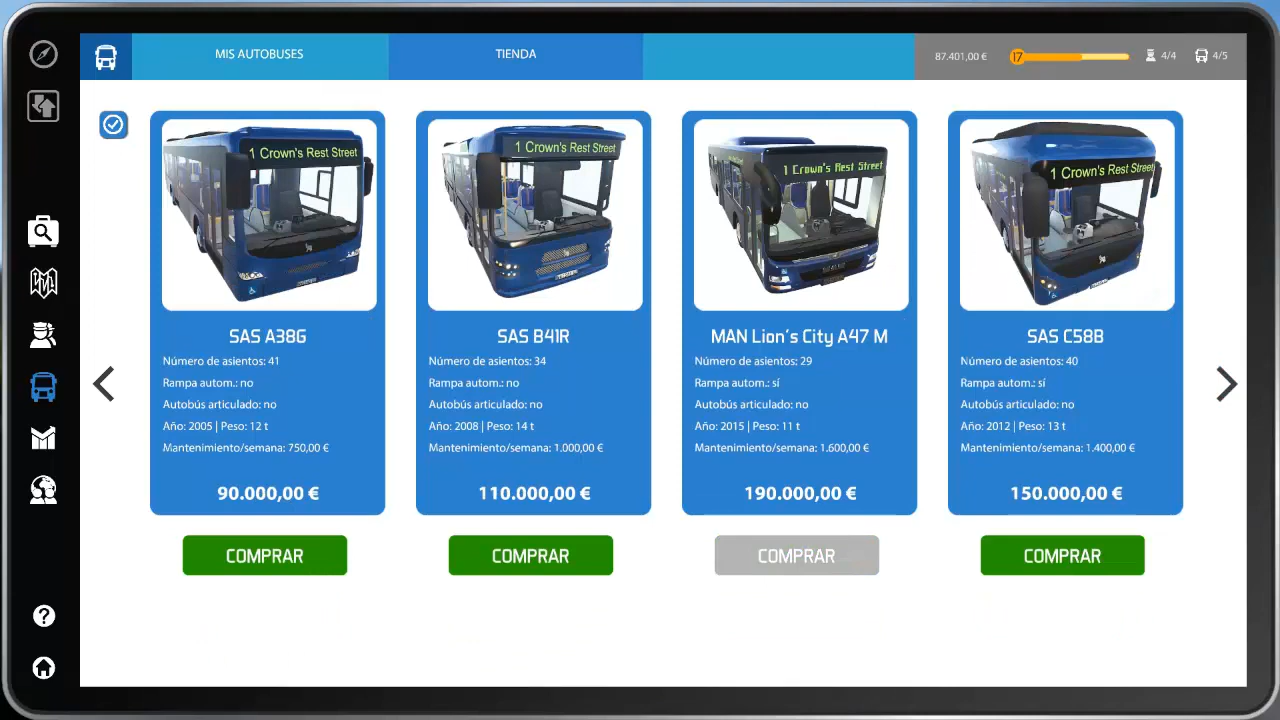 MIS AUTOBUSES
TIENDA
87.401,00 €
17
4/4
4/5
1 Crown's Rest Street
SAS A38G
Número de asientos: 41
Rampa autom.: no
Autobús articulado: no
Año: 2005 | Peso: 12 t
Mantenimiento/semana: 750,00 €
90.000,00 €
COMPRAR
1 Crown's Rest Street
SAS B41R
Número de asientos: 34
Rampa autom.: no
Autobús articulado: no
Año: 2008 | Peso: 14 t
Mantenimiento/semana: 1.000,00 €
110.000,00 €
COMPRAR
1 Crown's Rest Street
MAN Lion's City A47 M
Número de asientos: 29
Rampa autom.: sí
Autobús articulado: no
Año: 2015 | Peso: 11 t
Mantenimiento/semana: 1.600,00 €
190.000,00 €
COMPRAR
1 Crown's Rest Street
SAS C58B
Número de asientos: 40
Rampa autom.: sí
Autobús articulado: no
Año: 2012 | Peso: 13 t
Mantenimiento/semana: 1.400,00 €
150.000,00 €
COMPRAR